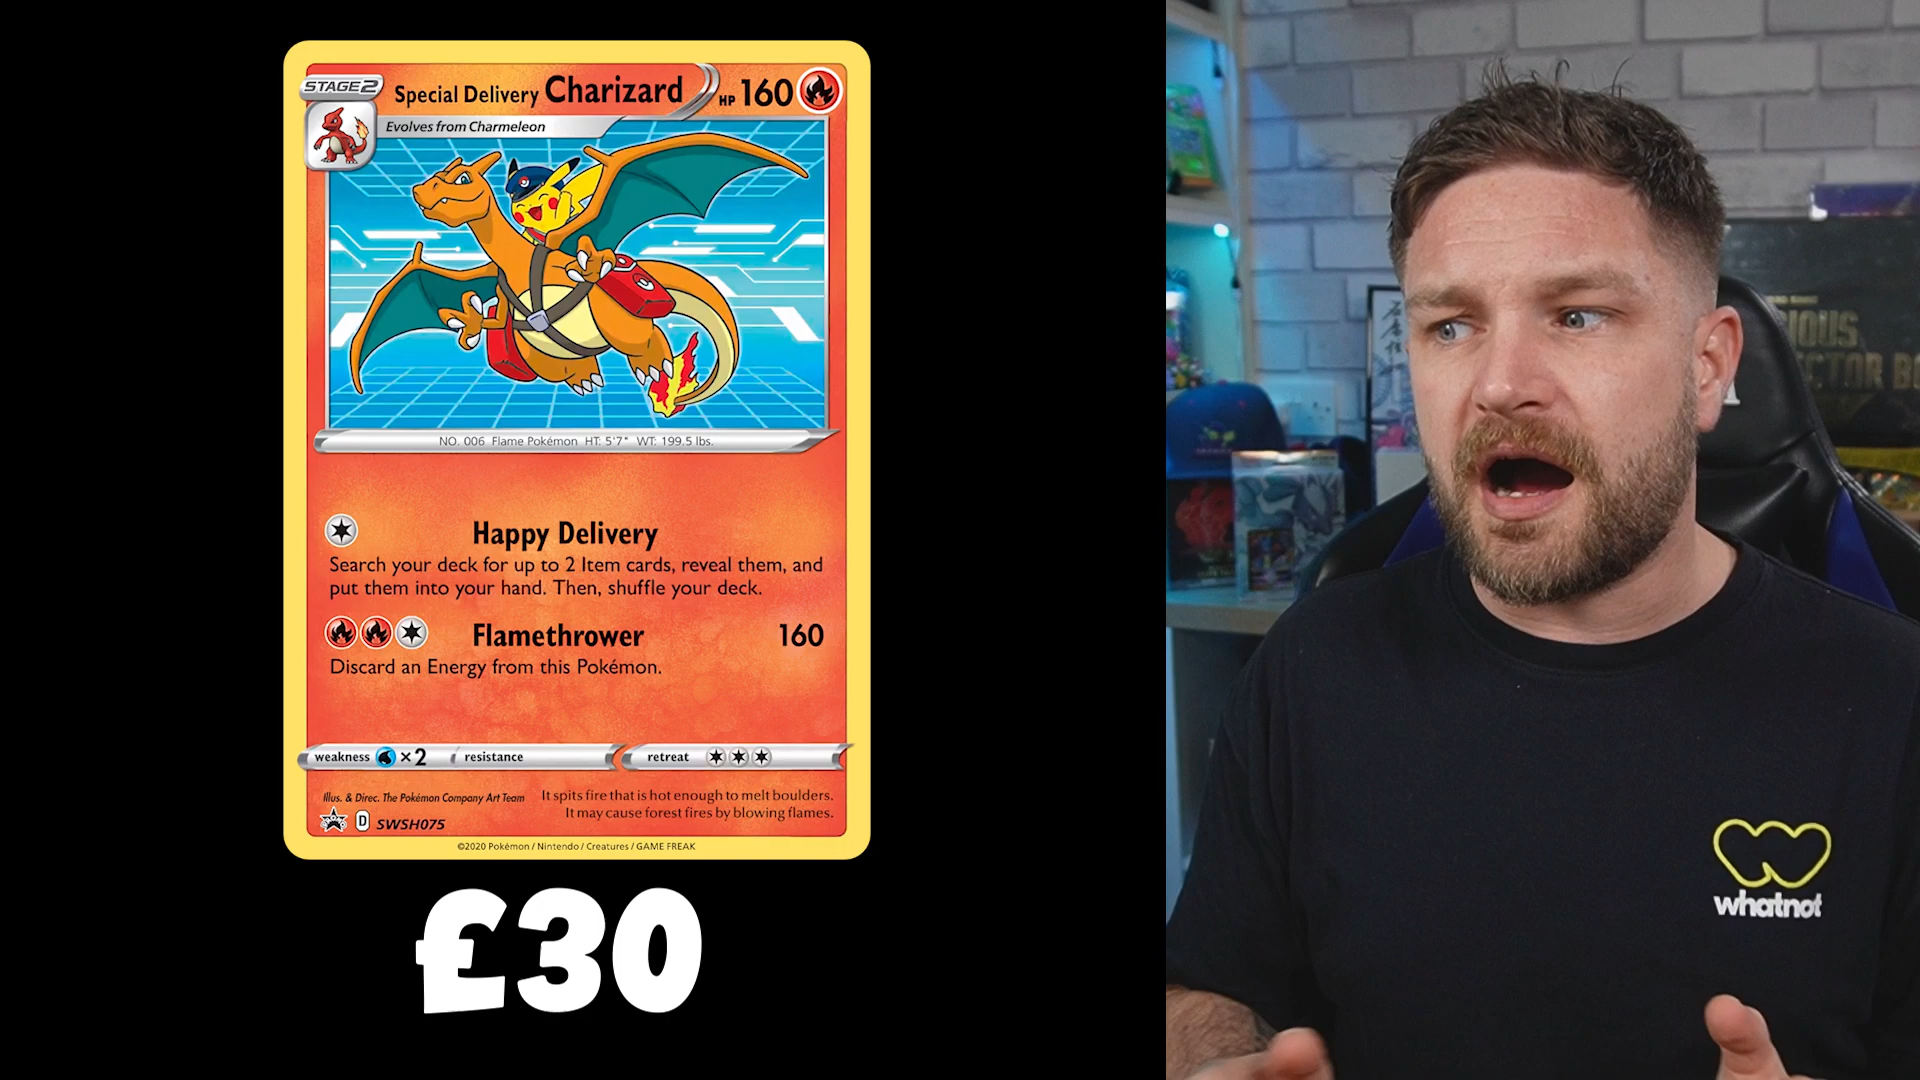 STAGE2
Special Delivery Charizard
HP 160
Evolves from Charmeleon
NO. 006 Flame Pokémon HT: 5'7" WT: 199.5 lbs.
Happy Delivery
Search your deck for up to 2 Item cards, reveal them, and
put them into your hand. Then, shuffle your deck.
Flamethrower 160
Discard an Energy from this Pokémon.
weakness ×2 resistance retreat
Illus. & Direc. The Pokémon Company Art Team
It spits fire that is hot enough to melt boulders.
It may cause forest fires by blowing flames.
PROMO D SWSH075
©2020 Pokémon / Nintendo / Creatures / GAME FREAK
£30
whatnot